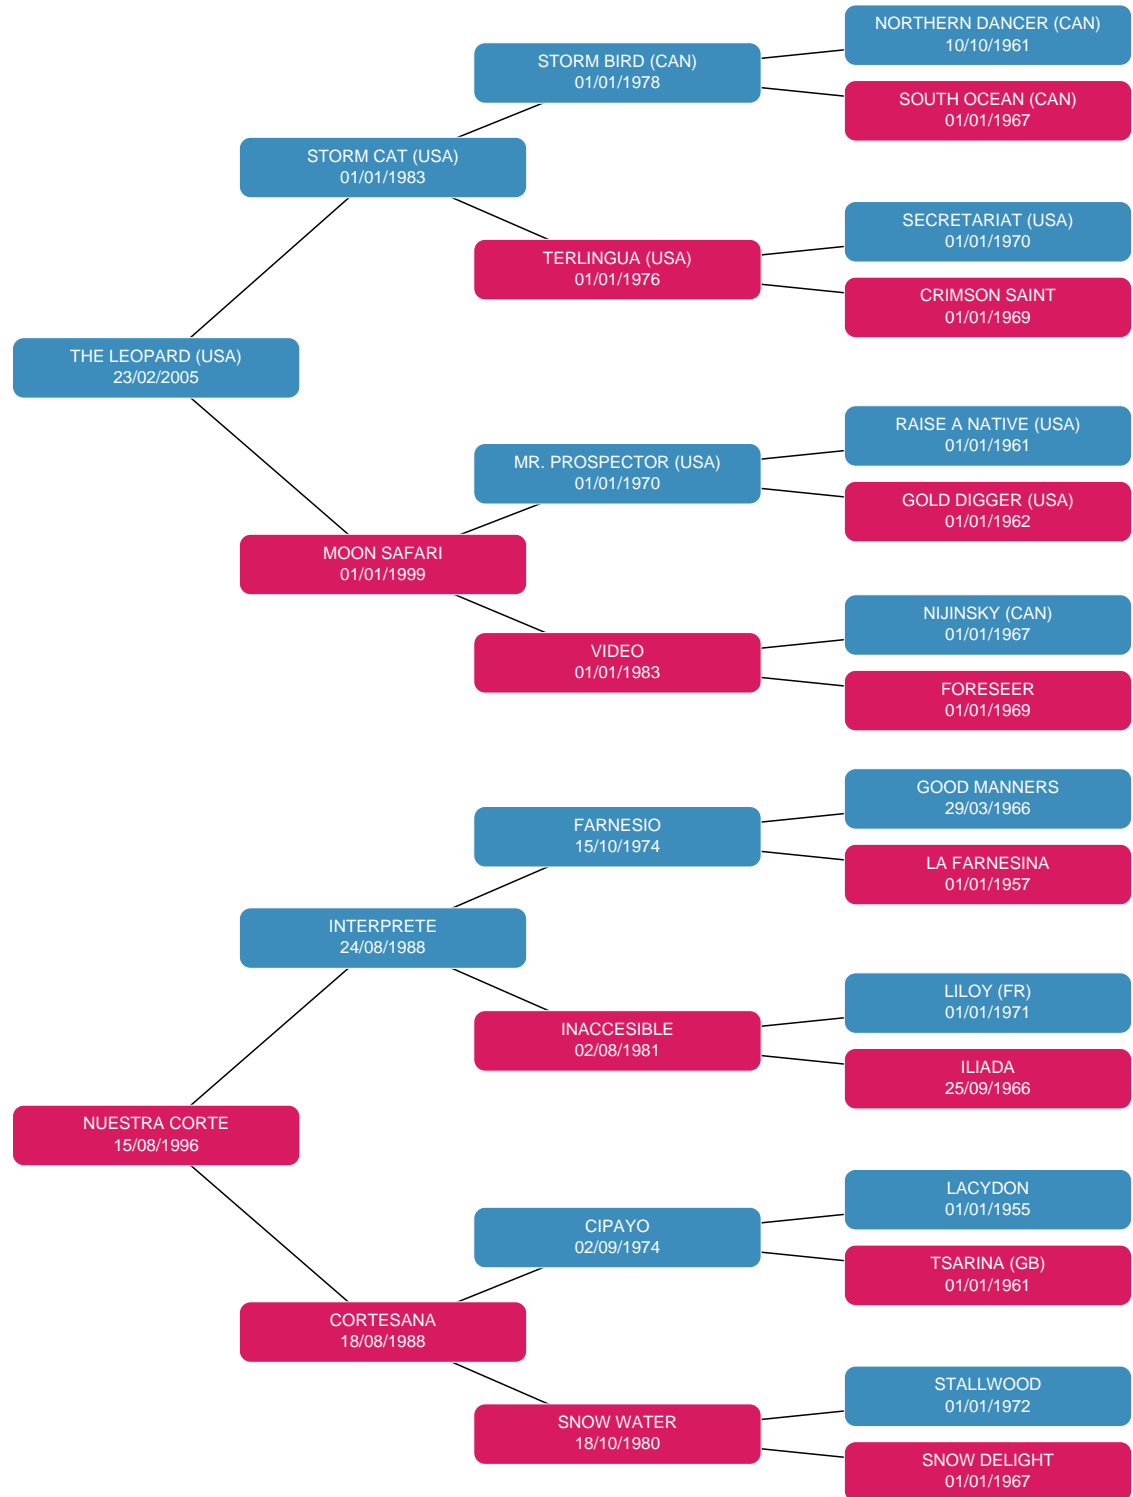 NORTHERN DANCER (CAN)
10/10/1961
STORM BIRD (CAN)
01/01/1978
SOUTH OCEAN (CAN)
01/01/1967
STORM CAT (USA)
01/01/1983
SECRETARIAT (USA)
01/01/1970
TERLINGUA (USA)
01/01/1976
CRIMSON SAINT
01/01/1969
THE LEOPARD (USA)
23/02/2005
RAISE A NATIVE (USA)
01/01/1961
MR. PROSPECTOR (USA)
01/01/1970
GOLD DIGGER (USA)
01/01/1962
MOON SAFARI
01/01/1999
NIJINSKY (CAN)
01/01/1967
VIDEO
01/01/1983
FORESEER
01/01/1969
GOOD MANNERS
29/03/1966
FARNESIO
15/10/1974
LA FARNESINA
01/01/1957
INTERPRETE
24/08/1988
LILOY (FR)
01/01/1971
INACCESIBLE
02/08/1981
ILIADA
25/09/1966
NUESTRA CORTE
15/08/1996
LACYDON
01/01/1955
CIPAYO
02/09/1974
TSARINA (GB)
01/01/1961
CORTESANA
18/08/1988
STALLWOOD
01/01/1972
SNOW WATER
18/10/1980
SNOW DELIGHT
01/01/1967